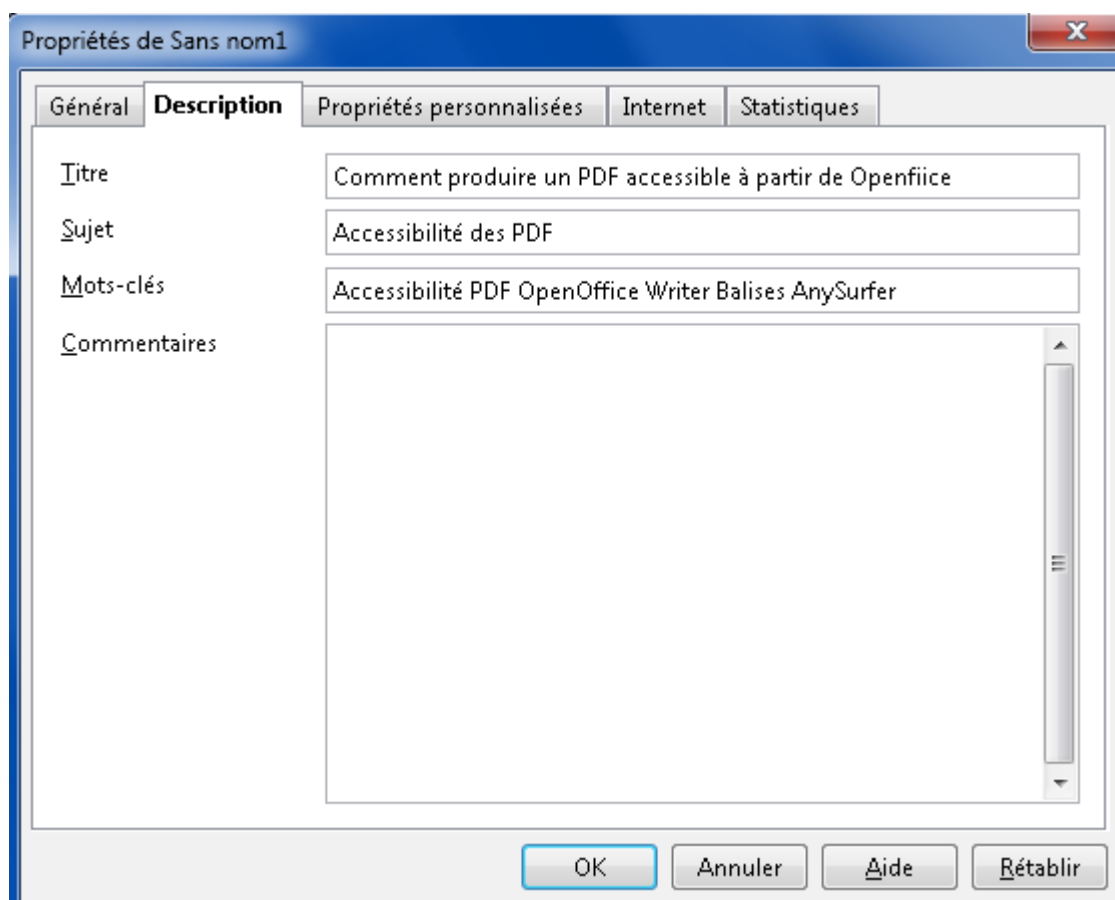 Propriétés de Sans nom1
Général Description Propriétés personnalisées Internet Statistiques
Titre Comment produire un PDF accessible à partir de Openfiice
Sujet Accessibilité des PDF
Mots-clés Accessibilité PDF OpenOffice Writer Balises AnySurfer
Commentaires
OK Annuler Aide Rétablir